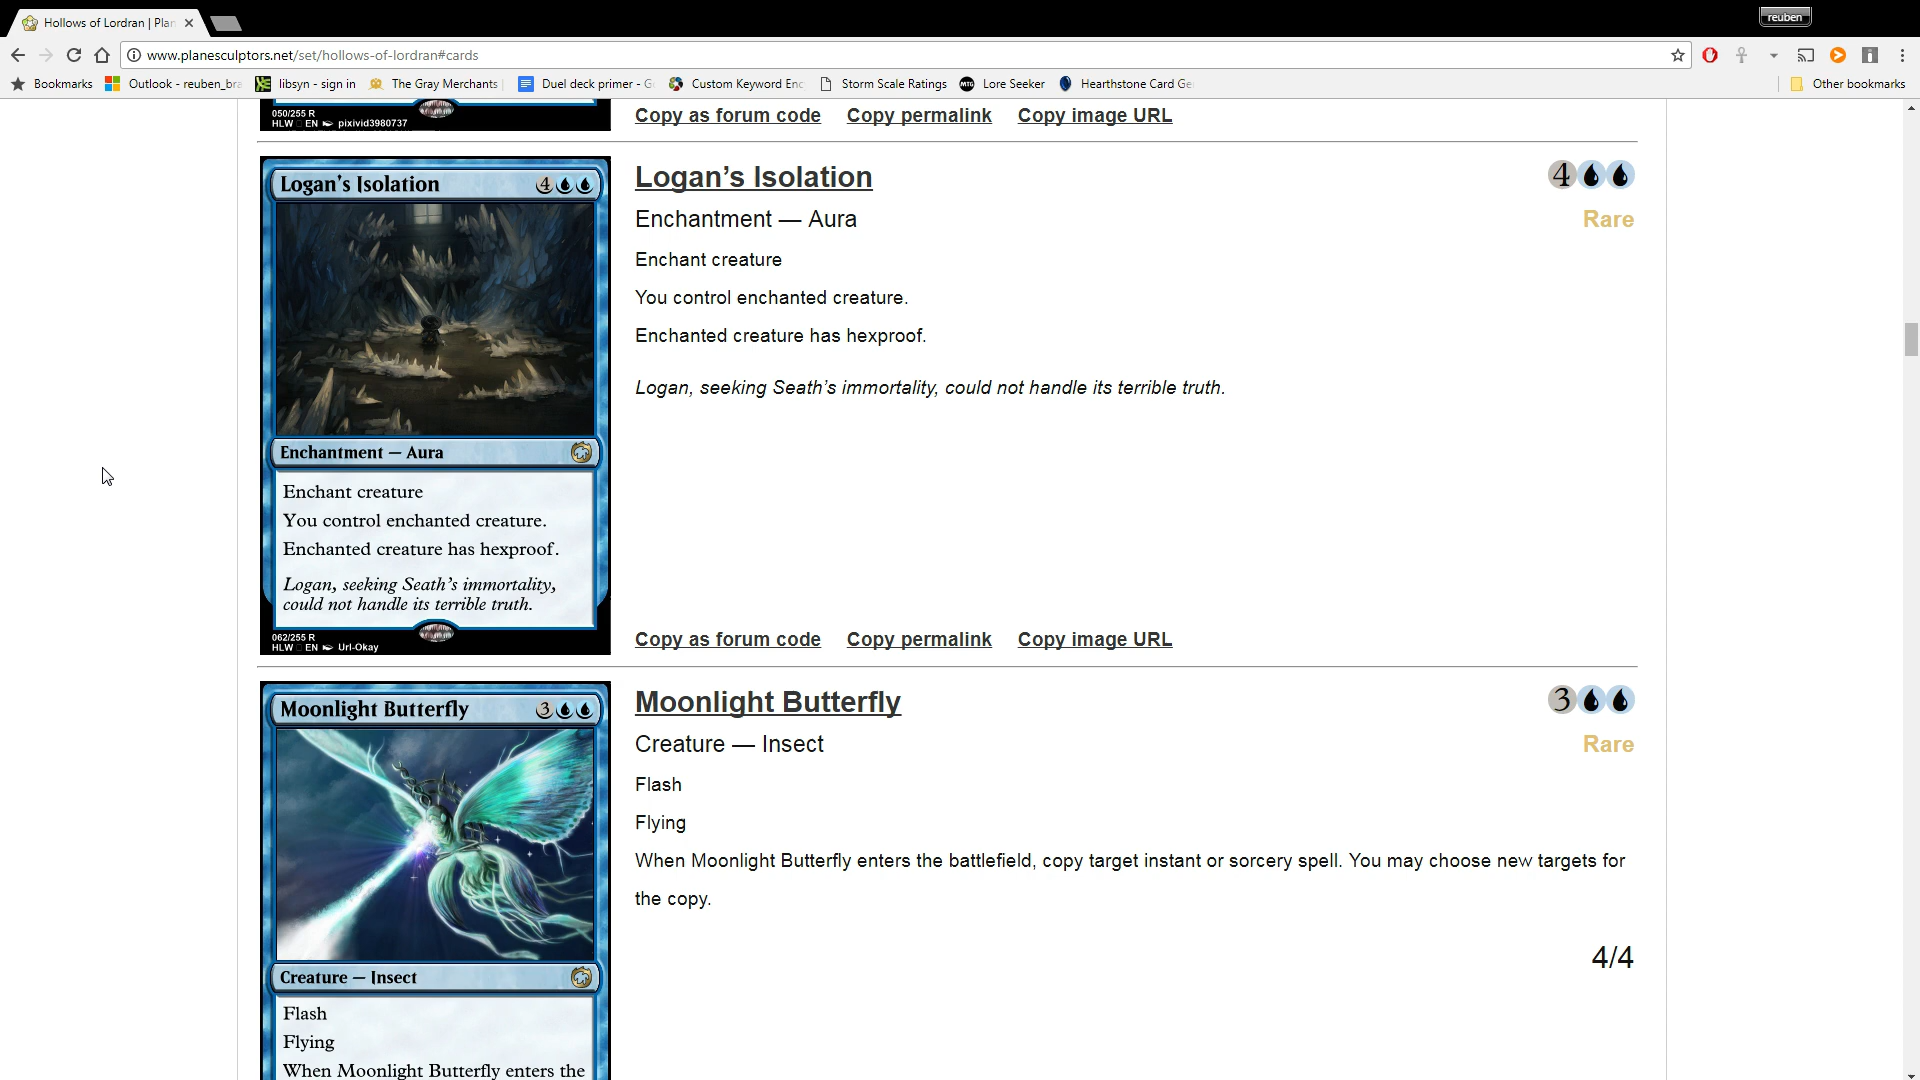 Hollows of Lordran | Plan
reuben
www.planesculptors.net/set/hollows-of-lordran#cards
Bookmarks Outlook - reuben_bra libsyn - sign in The Gray Merchants Duel deck primer - G Custom Keyword Enc Storm Scale Ratings MTG Lore Seeker Hearthstone Card Ge Other bookmarks
050/255 R
HLW EN pixivid3980737
Copy as forum code Copy permalink Copy image URL
Logan's Isolation 4
Enchantment — Aura
Enchant creature
You control enchanted creature.
Enchanted creature has hexproof.
Logan, seeking Seath's immortality,
could not handle its terrible truth.
062/255 R
HLW EN Url-Okay
Logan’s Isolation 4
Enchantment — Aura Rare
Enchant creature
You control enchanted creature.
Enchanted creature has hexproof.
Logan, seeking Seath’s immortality, could not handle its terrible truth.
Copy as forum code Copy permalink Copy image URL
Moonlight Butterfly 3
Creature — Insect
Flash
Flying
When Moonlight Butterfly enters the
Moonlight Butterfly 3
Creature — Insect Rare
Flash
Flying
When Moonlight Butterfly enters the battlefield, copy target instant or sorcery spell. You may choose new targets for
the copy.
4/4